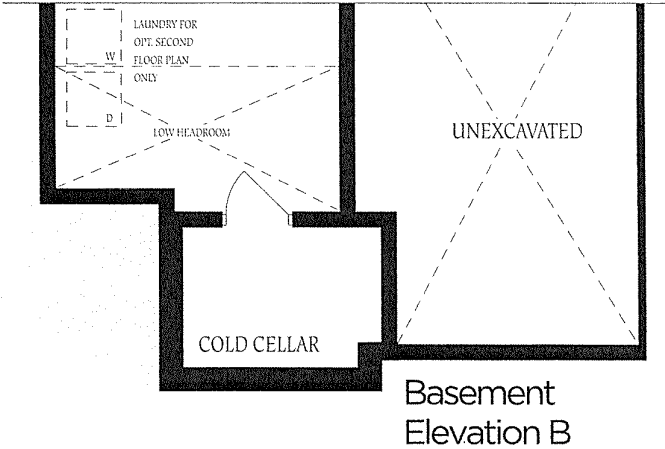 LAUNDRY FOR
OPT. SECOND
FLOOR PLAN
ONLY
W
D
LOW HEADROOM
UNEXCAVATED
COLD CELLAR
Basement
Elevation B